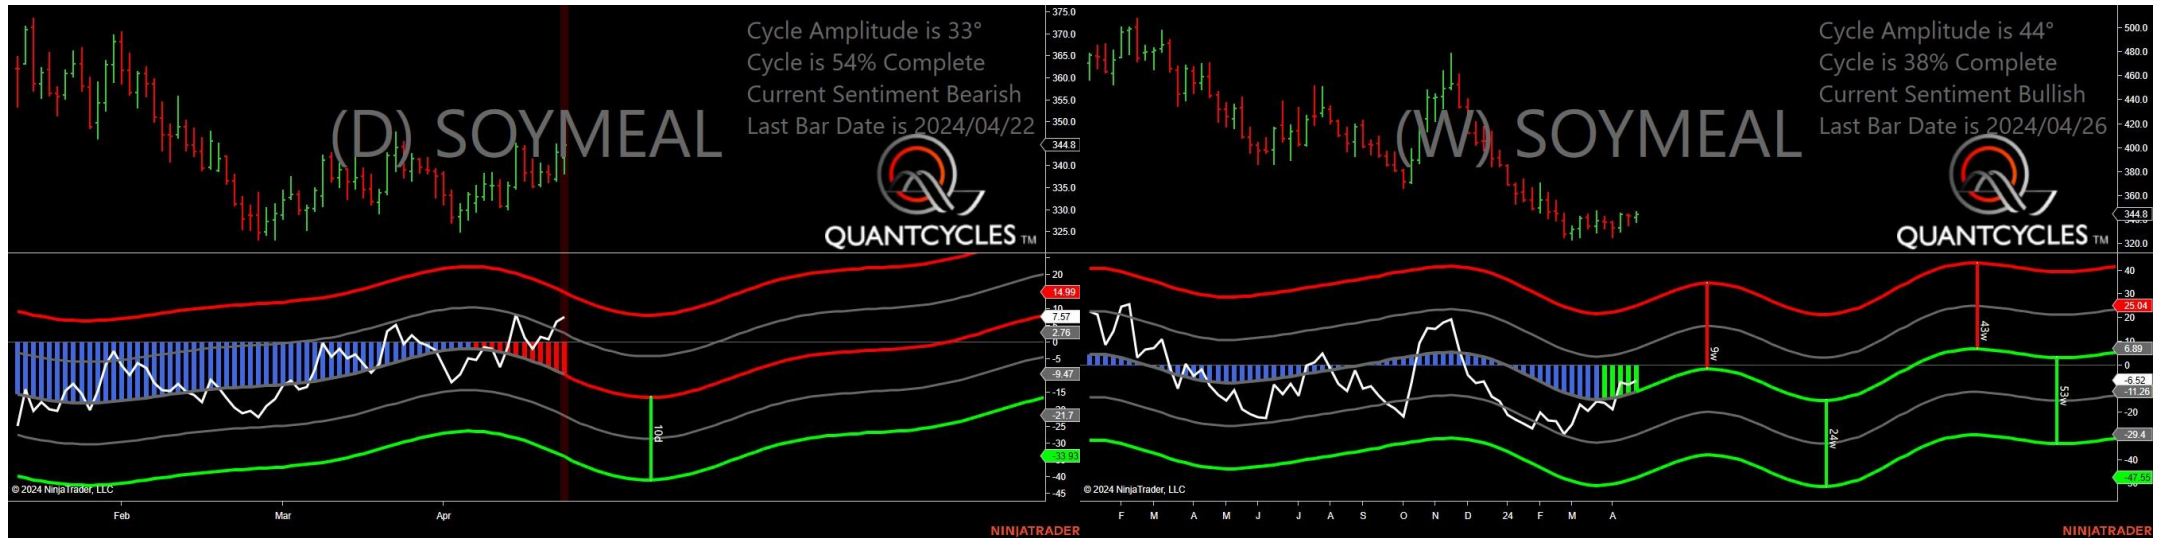 Cycle Amplitude is 33°
Cycle is 54% Complete
Current Sentiment Bearish
Last Bar Date is 2024/04/22
(D) SOYMEAL
QUANTCYCLES TM
375.0
370.0
365.0
360.0
355.0
350.0
344.8
340.0
335.0
330.0
325.0
20
14.99
10
7.57
2.76
0
-5
-9.47
-15
-21.7
-25
-30
-33.93
-40
-45
10d
© 2024 NinjaTrader, LLC
Feb Mar Apr
NINJATRADER
Cycle Amplitude is 44°
Cycle is 38% Complete
Current Sentiment Bullish
Last Bar Date is 2024/04/26
(W) SOYMEAL
QUANTCYCLES TM
500.0
480.0
460.0
440.0
420.0
400.0
380.0
360.0
344.8
320.0
40
30
25.04
20
6.89
0
-6.52
-11.26
-20
-29.4
-40
-47.55
9w
24w
43w
53w
© 2024 NinjaTrader, LLC
F M A M J J A S O N D 24 F M A
NINJATRADER